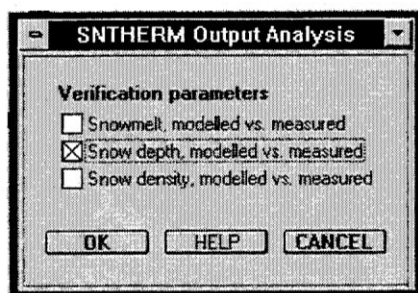 SNTHERM Output Analysis
Verification parameters
Snowmelt, modelled vs. measured
Snow depth, modelled vs. measured
Snow density, modelled vs. measured
OK HELP CANCEL